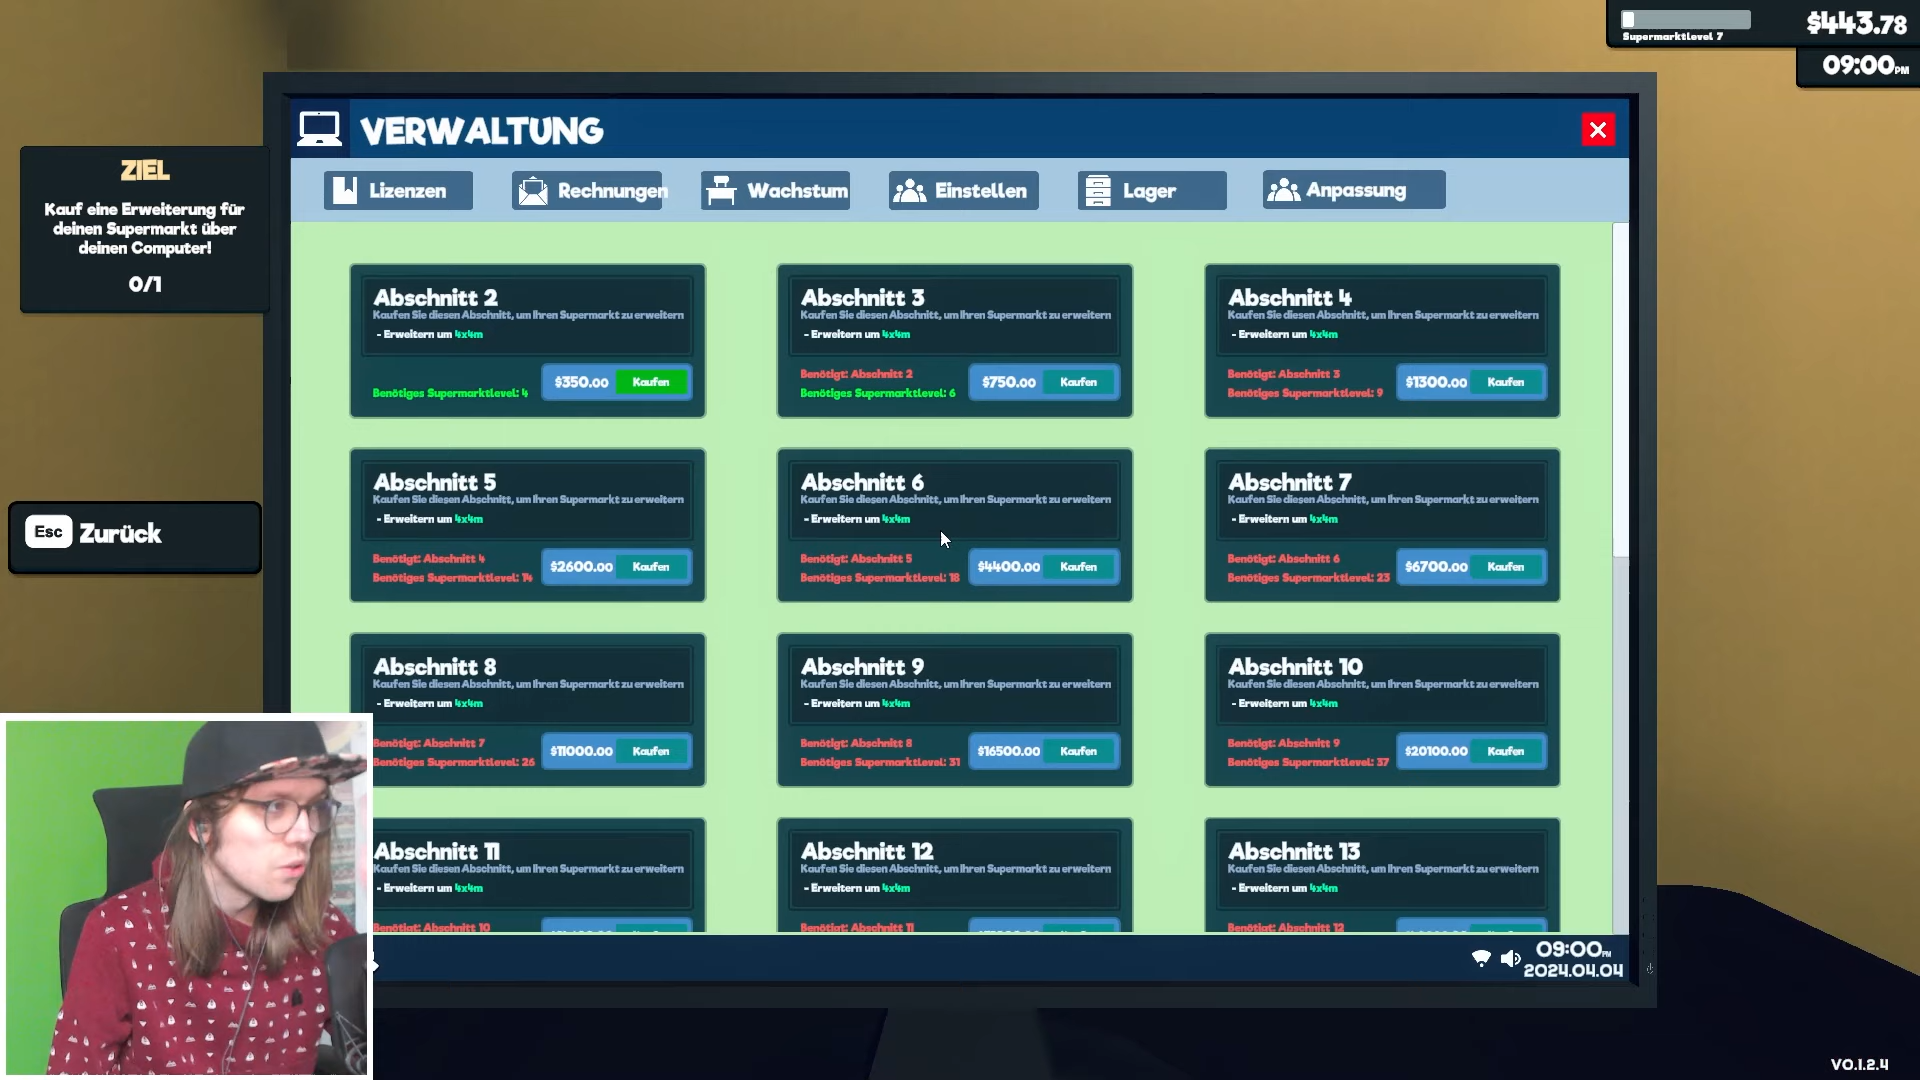 $443.78
Supermarktlevel 7
09:00PM
VERWALTUNG
Lizenzen
Rechnungen
Wachstum
Einstellen
Lager
Anpassung
ZIEL
Kauf eine Erweiterung für
deinen Supermarkt über
deinen Computer!
0/1
Esc Zurück
Abschnitt 2
Kaufen Sie diesen Abschnitt, um Ihren Supermarkt zu erweitern
- Erweitern um 4x4m
Benötiges Supermarktlevel: 4
$350.00 Kaufen
Abschnitt 3
Kaufen Sie diesen Abschnitt, um Ihren Supermarkt zu erweitern
- Erweitern um 4x4m
Benötigt: Abschnitt 2
Benötiges Supermarktlevel: 6
$750.00 Kaufen
Abschnitt 4
Kaufen Sie diesen Abschnitt, um Ihren Supermarkt zu erweitern
- Erweitern um 4x4m
Benötigt: Abschnitt 3
Benötiges Supermarktlevel: 9
$1300.00 Kaufen
Abschnitt 5
Kaufen Sie diesen Abschnitt, um Ihren Supermarkt zu erweitern
- Erweitern um 4x4m
Benötigt: Abschnitt 4
Benötiges Supermarktlevel: 14
$2600.00 Kaufen
Abschnitt 6
Kaufen Sie diesen Abschnitt, um Ihren Supermarkt zu erweitern
- Erweitern um 4x4m
Benötigt: Abschnitt 5
Benötiges Supermarktlevel: 18
$4400.00 Kaufen
Abschnitt 7
Kaufen Sie diesen Abschnitt, um Ihren Supermarkt zu erweitern
- Erweitern um 4x4m
Benötigt: Abschnitt 6
Benötiges Supermarktlevel: 23
$6700.00 Kaufen
Abschnitt 8
Kaufen Sie diesen Abschnitt, um Ihren Supermarkt zu erweitern
- Erweitern um 4x4m
Benötigt: Abschnitt 7
Benötiges Supermarktlevel: 26
$11000.00 Kaufen
Abschnitt 9
Kaufen Sie diesen Abschnitt, um Ihren Supermarkt zu erweitern
- Erweitern um 4x4m
Benötigt: Abschnitt 8
Benötiges Supermarktlevel: 31
$16500.00 Kaufen
Abschnitt 10
Kaufen Sie diesen Abschnitt, um Ihren Supermarkt zu erweitern
- Erweitern um 4x4m
Benötigt: Abschnitt 9
Benötiges Supermarktlevel: 37
$20100.00 Kaufen
Abschnitt 11
Kaufen Sie diesen Abschnitt, um Ihren Supermarkt zu erweitern
- Erweitern um 4x4m
Benötigt: Abschnitt 10
Abschnitt 12
Kaufen Sie diesen Abschnitt, um Ihren Supermarkt zu erweitern
- Erweitern um 4x4m
Benötigt: Abschnitt 11
Abschnitt 13
Kaufen Sie diesen Abschnitt, um Ihren Supermarkt zu erweitern
- Erweitern um 4x4m
Benötigt: Abschnitt 12
09:00PM
2024.04.04
V0.1.2.4